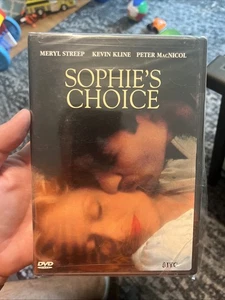 MERYL STREEP KEVIN KLINE PETER MacNICOL
SOPHIE'S
CHOICE
DVD